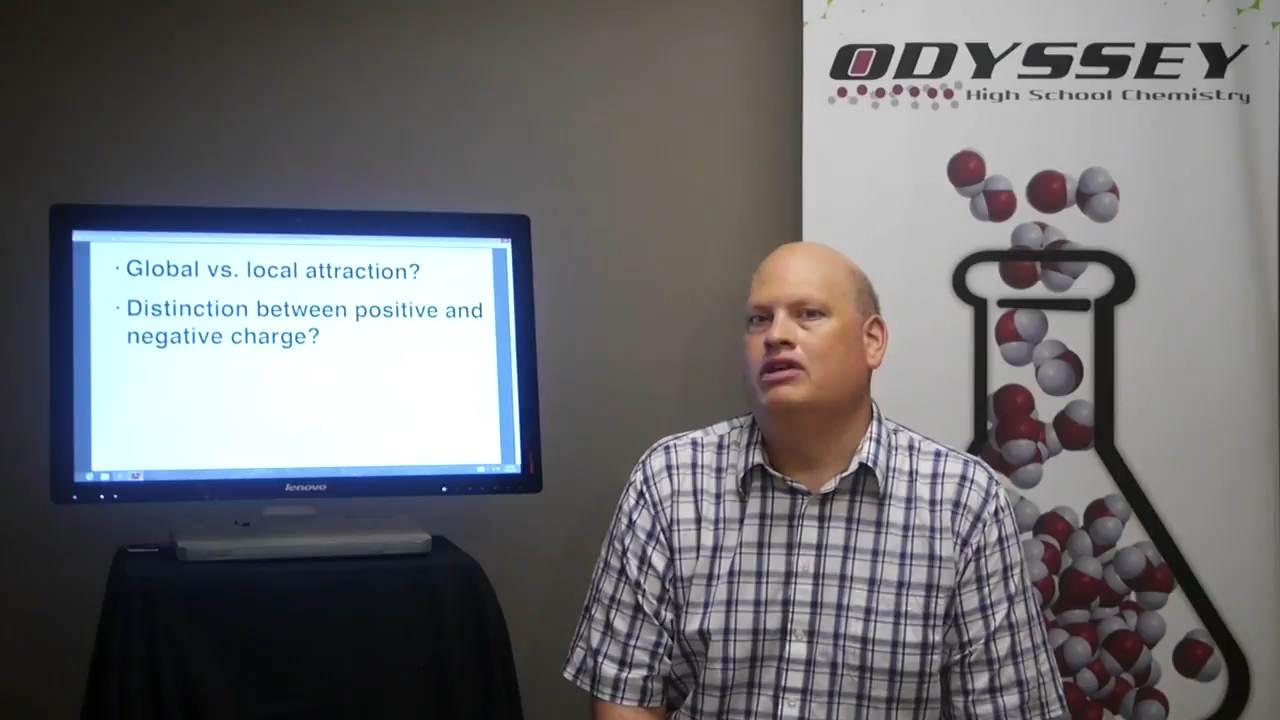 · Global vs. local attraction?
· Distinction between positive and
negative charge?
lenovo
ODYSSEY
High School Chemistry